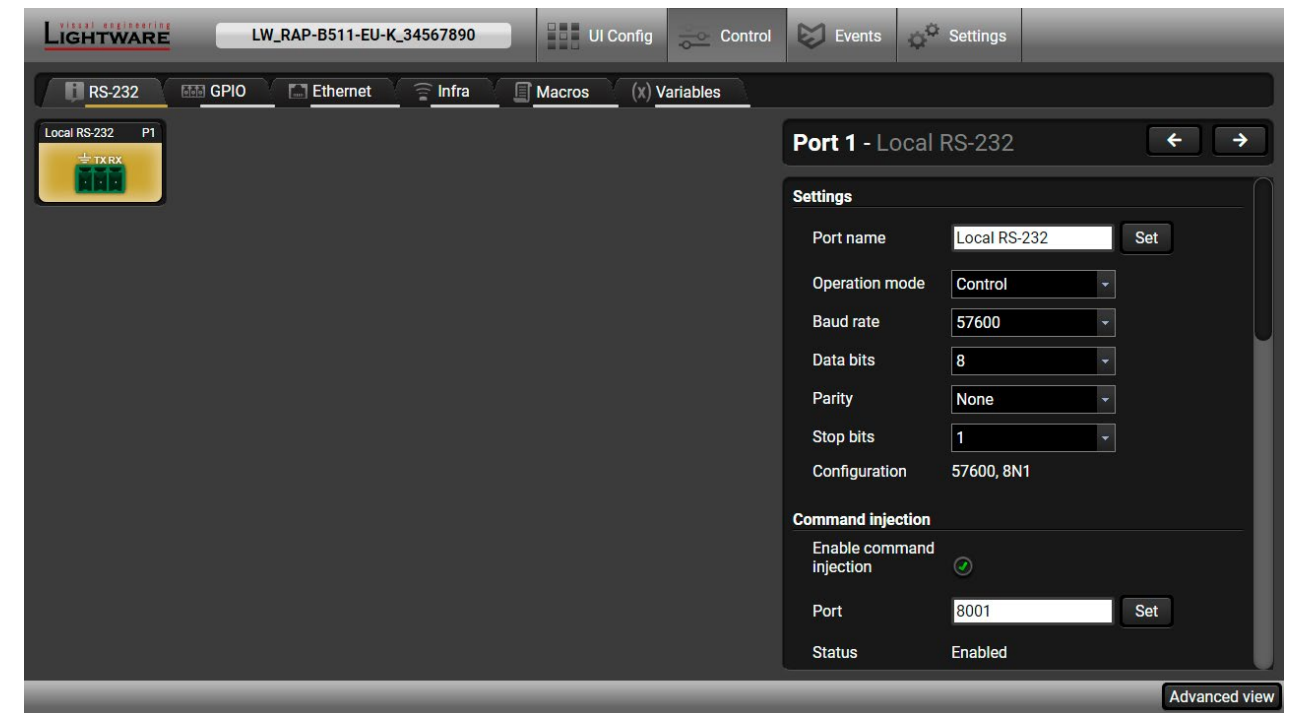 visual engineering
LIGHTWARE
LW_RAP-B511-EU-K_34567890
UI Config
Control
Events
Settings
RS-232
GPIO
Ethernet
Infra
Macros
(x) Variables
Local RS-232 P1
TX RX
Port 1 - Local RS-232
Settings
Port name Local RS-232 Set
Operation mode Control
Baud rate 57600
Data bits 8
Parity None
Stop bits 1
Configuration 57600, 8N1
Command injection
Enable command
injection
Port 8001 Set
Status Enabled
Advanced view